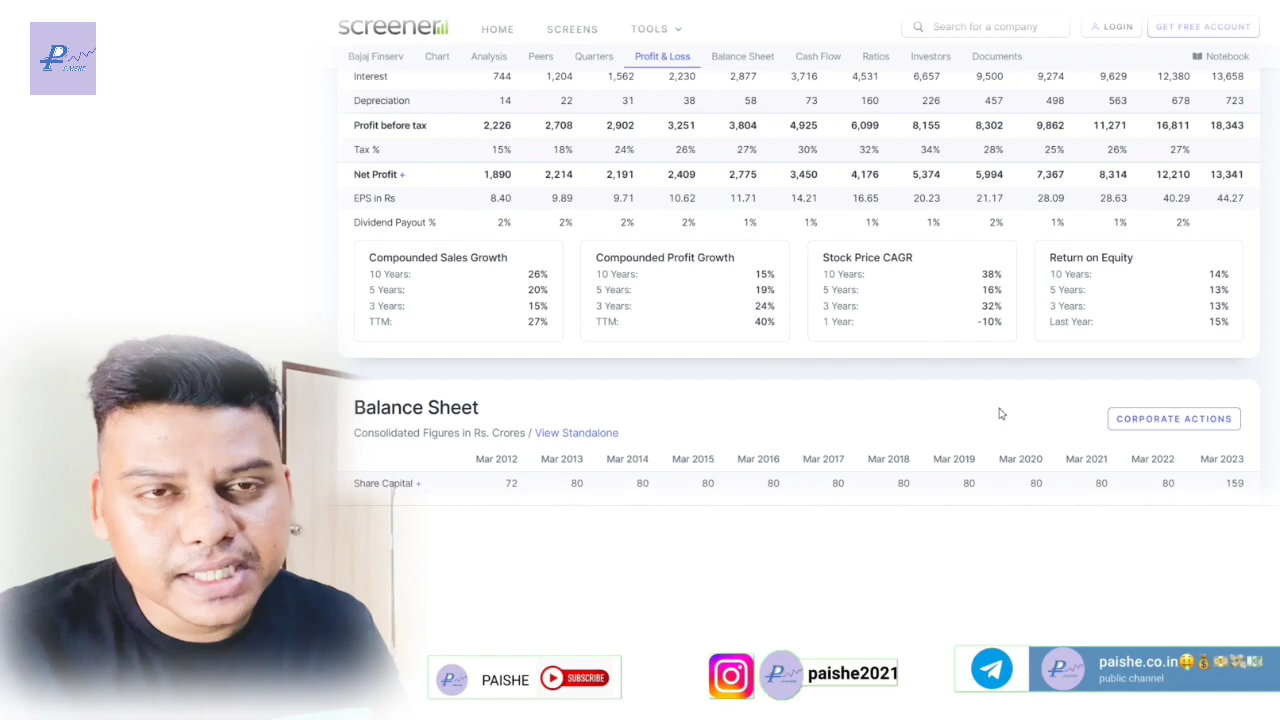 PAISHE
screener
HOME SCREENS TOOLS
Search for a company
LOGIN
GET FREE ACCOUNT
Bajaj Finserv Chart Analysis Peers Quarters Profit & Loss Balance Sheet Cash Flow Ratios Investors Documents Notebook
Interest 744 1,204 1,562 2,230 2,877 3,716 4,531 6,657 9,500 9,274 9,629 12,380 13,658
Depreciation 14 22 31 38 58 73 160 226 457 498 563 678 723
Profit before tax 2,226 2,708 2,902 3,251 3,804 4,925 6,099 8,155 8,302 9,862 11,271 16,811 18,343
Tax % 15% 18% 24% 26% 27% 30% 32% 34% 28% 25% 26% 27%
Net Profit + 1,890 2,214 2,191 2,409 2,775 3,450 4,176 5,374 5,994 7,367 8,314 12,210 13,341
EPS in Rs 8.40 9.89 9.71 10.62 11.71 14.21 16.65 20.23 21.17 28.09 28.63 40.29 44.27
Dividend Payout % 2% 2% 2% 2% 1% 1% 1% 1% 2% 1% 1% 2%
Compounded Sales Growth
10 Years: 26%
5 Years: 20%
3 Years: 15%
TTM: 27%
Compounded Profit Growth
10 Years: 15%
5 Years: 19%
3 Years: 24%
TTM: 40%
Stock Price CAGR
10 Years: 38%
5 Years: 16%
3 Years: 32%
1 Year: -10%
Return on Equity
10 Years: 14%
5 Years: 13%
3 Years: 13%
Last Year: 15%
Balance Sheet
Consolidated Figures in Rs. Crores / View Standalone
CORPORATE ACTIONS
Mar 2012 Mar 2013 Mar 2014 Mar 2015 Mar 2016 Mar 2017 Mar 2018 Mar 2019 Mar 2020 Mar 2021 Mar 2022 Mar 2023
Share Capital + 72 80 80 80 80 80 80 80 80 80 80 159
PAISHE
SUBSCRIBE
paishe2021
paishe.co.in🤑💰💵💸💶
public channel